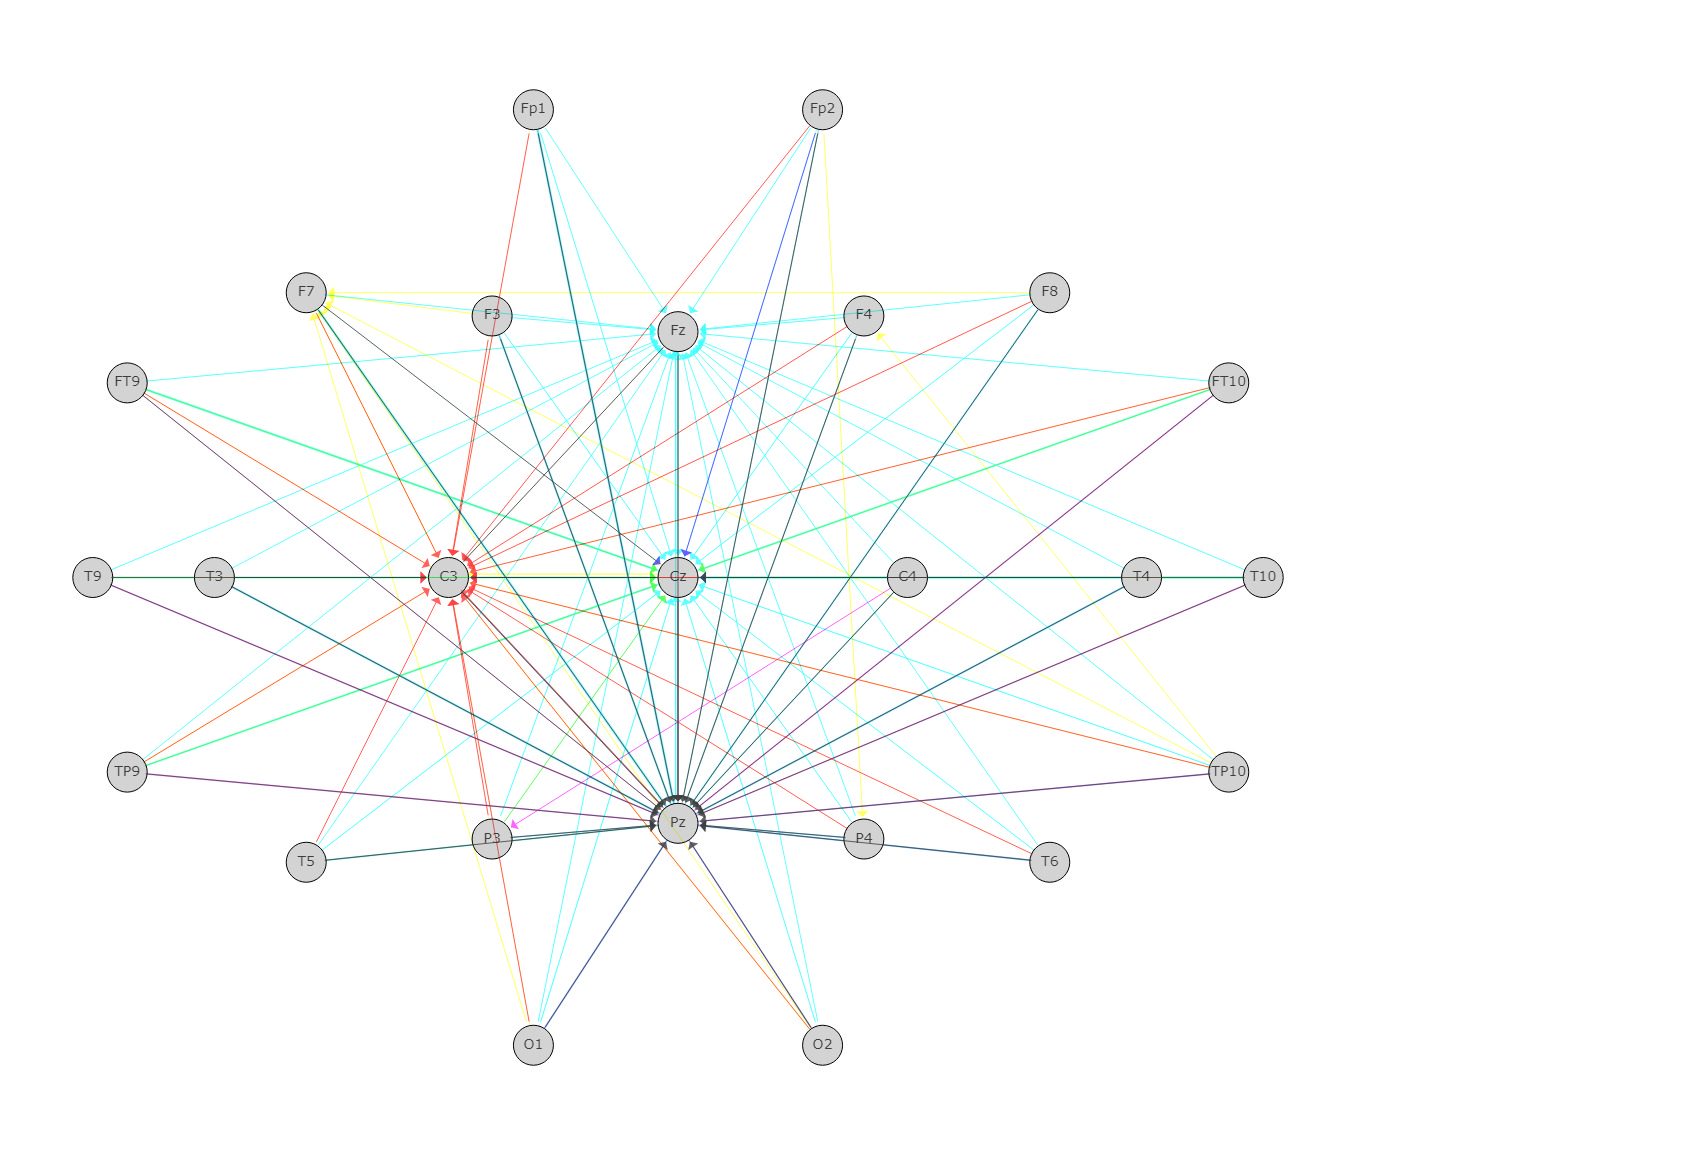 Fp1 Fp2
F7 F3 Fz F4 F8
FT9 FT10
T9 T3 C3 Cz C4 T4 T10
TP9 TP10
T5 P3 Pz P4 T6
O1 O2